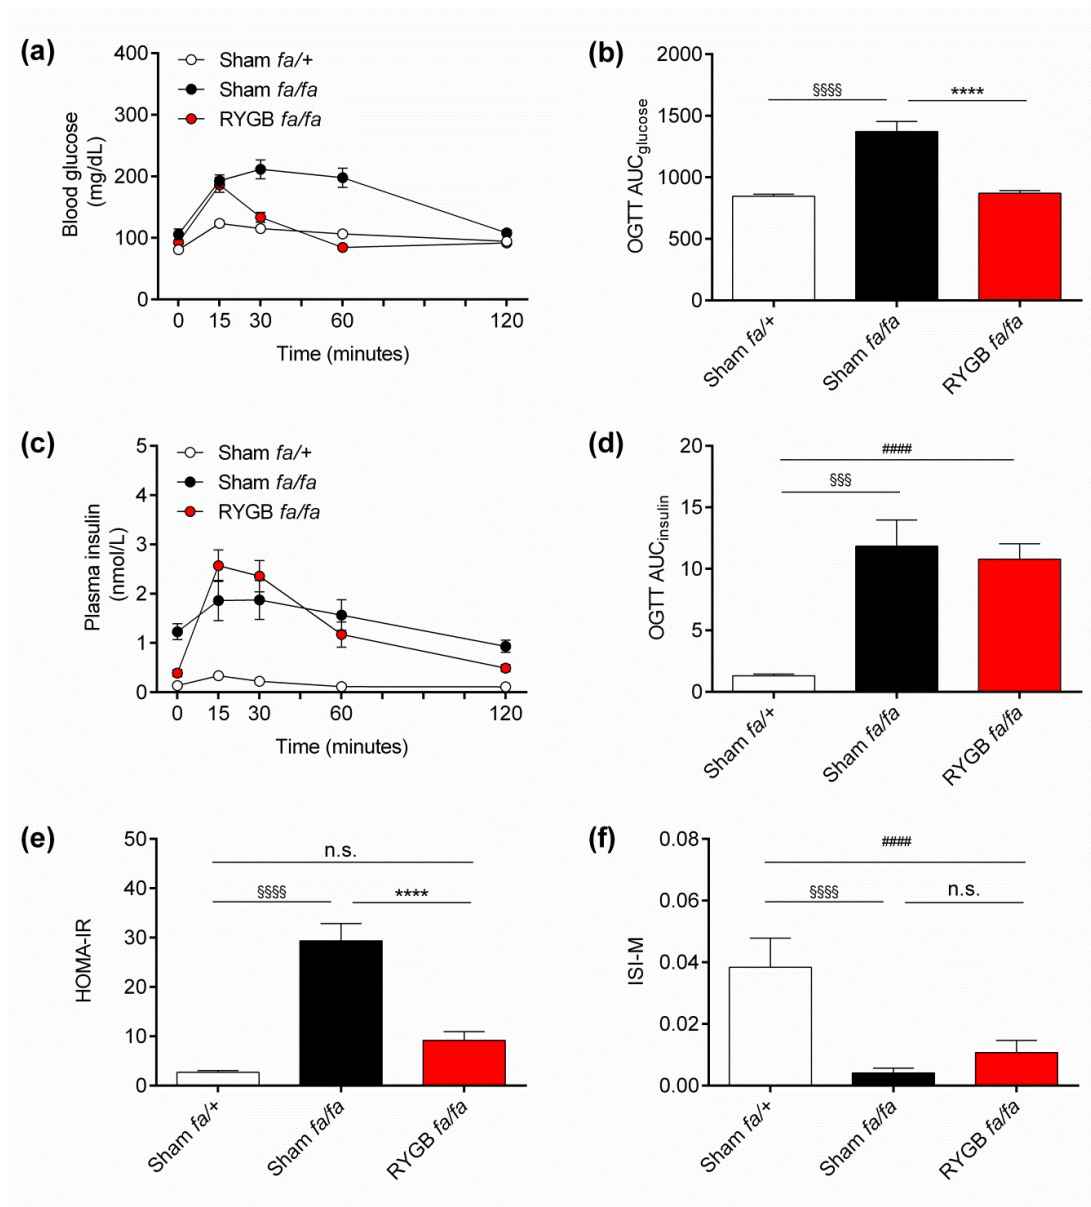 (a)
400
300
200
100
0
Blood glucose
(mg/dL)
Sham fa/+
Sham fa/fa
RYGB fa/fa
0 15 30 60 120
Time (minutes)
(b)
2000
1500
1000
500
0
OGTT AUCglucose
§§§§
****
Sham fa/+
Sham fa/fa
RYGB fa/fa
(c)
5
4
3
2
1
0
Plasma insulin
(nmol/L)
Sham fa/+
Sham fa/fa
RYGB fa/fa
0 15 30 60 120
Time (minutes)
(d)
20
15
10
5
0
OGTT AUCinsulin
####
§§§
Sham fa/+
Sham fa/fa
RYGB fa/fa
(e)
50
40
30
20
10
0
HOMA-IR
n.s.
§§§§
****
Sham fa/+
Sham fa/fa
RYGB fa/fa
(f)
0.08
0.06
0.04
0.02
0.00
ISI-M
####
§§§§
n.s.
Sham fa/+
Sham fa/fa
RYGB fa/fa